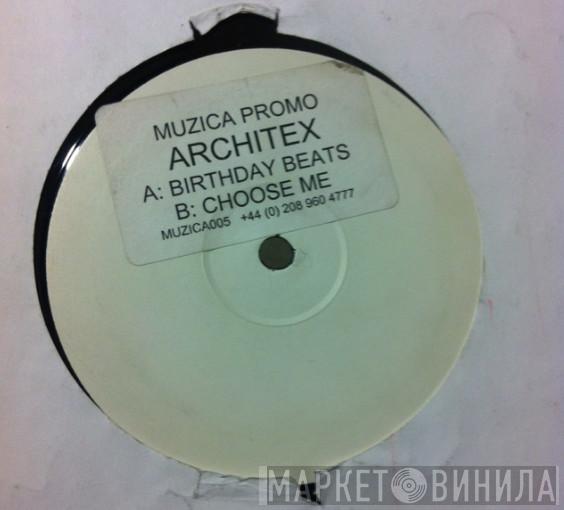 MUZICA PROMO
ARCHITEX
A: BIRTHDAY BEATS
B: CHOOSE ME
MUZICA005 +44 (0) 208 960 4777
МАРКЕТ ВИНИЛА